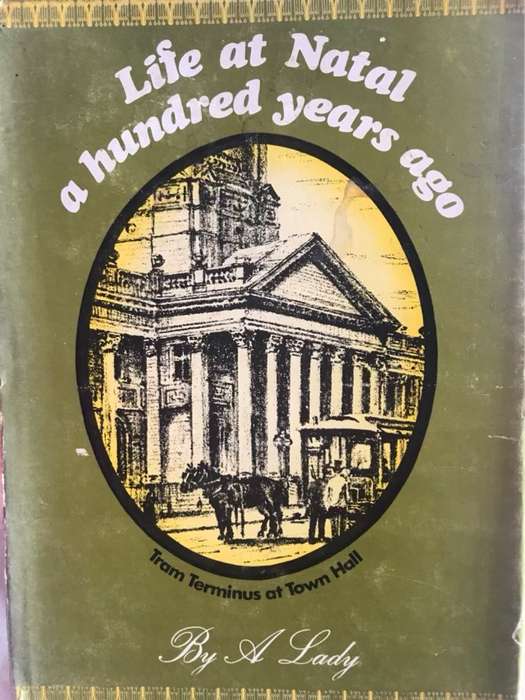 Life at Natal
a hundred years ago
Tram Terminus at Town Hall
By A Lady